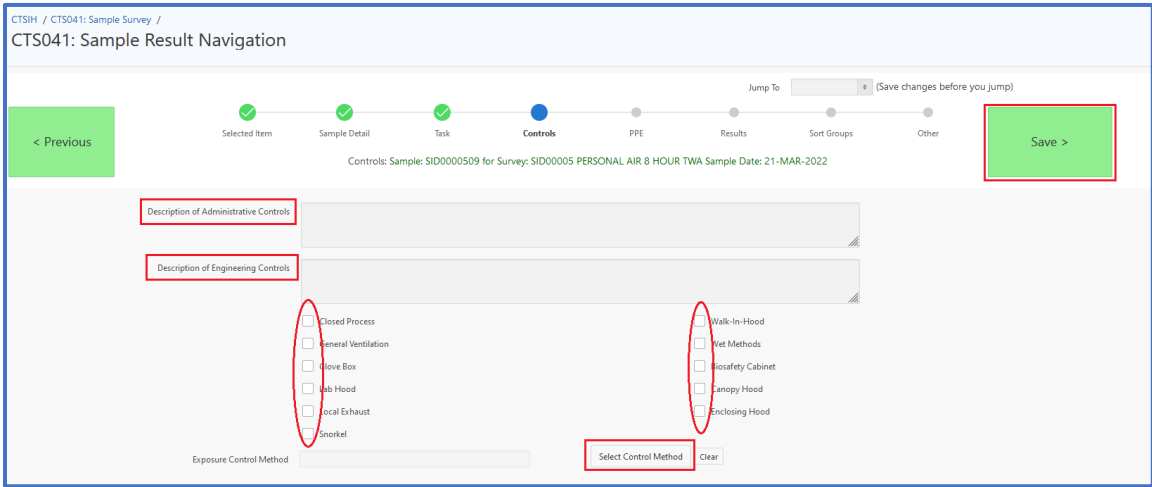 CTSIH / CTS041: Sample Survey /
CTS041: Sample Result Navigation
Jump To (Save changes before you jump)
< Previous
Selected Item Sample Detail Task Controls PPE Results Sort Groups Other
Save >
Controls: Sample: SID0000509 for Survey: SID00005 PERSONAL AIR 8 HOUR TWA Sample Date: 21-MAR-2022
Description of Administrative Controls
Description of Engineering Controls
Closed Process Walk-In-Hood
General Ventilation Wet Methods
Glove Box Biosafety Cabinet
Lab Hood Canopy Hood
Local Exhaust Enclosing Hood
Snorkel
Exposure Control Method Select Control Method Clear